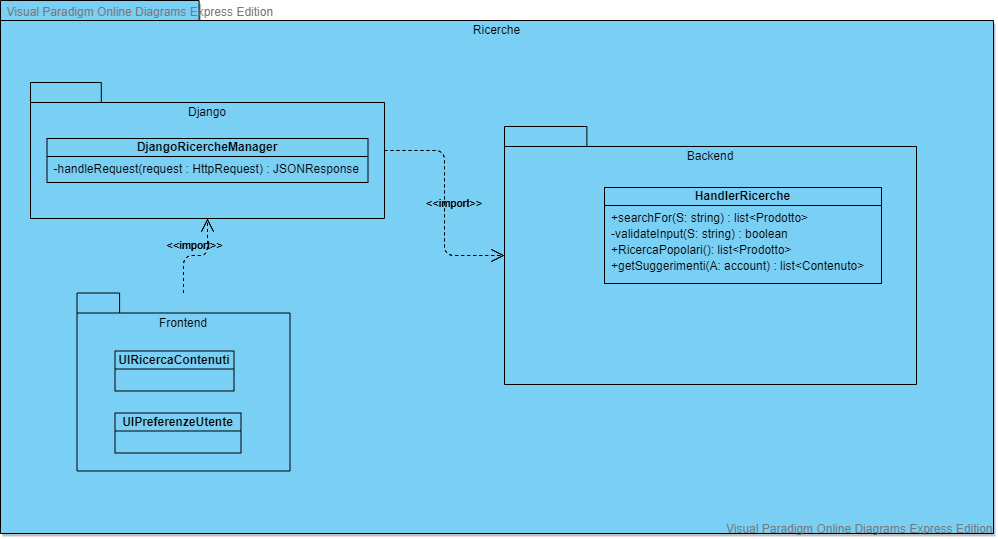 Visual Paradigm Online Diagrams Express Edition
Ricerche
Django
DjangoRicercheManager
-handleRequest(request : HttpRequest) : JSONResponse
<<import>>
<<import>>
Backend
HandlerRicerche
+searchFor(S: string) : list<Prodotto>
-validateInput(S: string) : boolean
+RicercaPopolari(): list<Prodotto>
+getSuggerimenti(A: account) : list<Contenuto>
Frontend
UIRicercaContenuti
UIPreferenzeUtente
Visual Paradigm Online Diagrams Express Edition